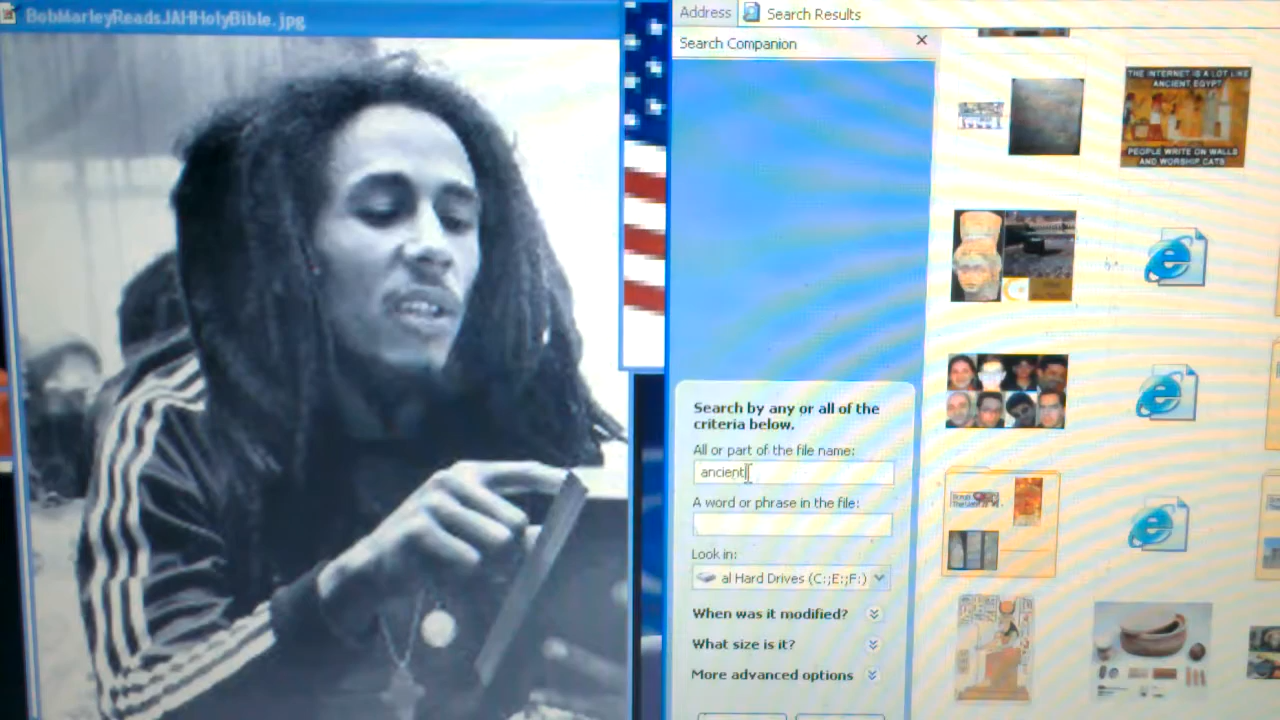 BobMarleyReadsJAHHolyBible.jpg
Address
Search Results
Search Companion
THE INTERNET IS A LOT LIKE
ANCIENT EGYPT
PEOPLE WRITE ON WALLS
AND WORSHIP CATS
Search by any or all of the
criteria below.
All or part of the file name:
ancient
A word or phrase in the file:
Look in:
al Hard Drives (C:;E:;F:)
When was it modified?
What size is it?
More advanced options